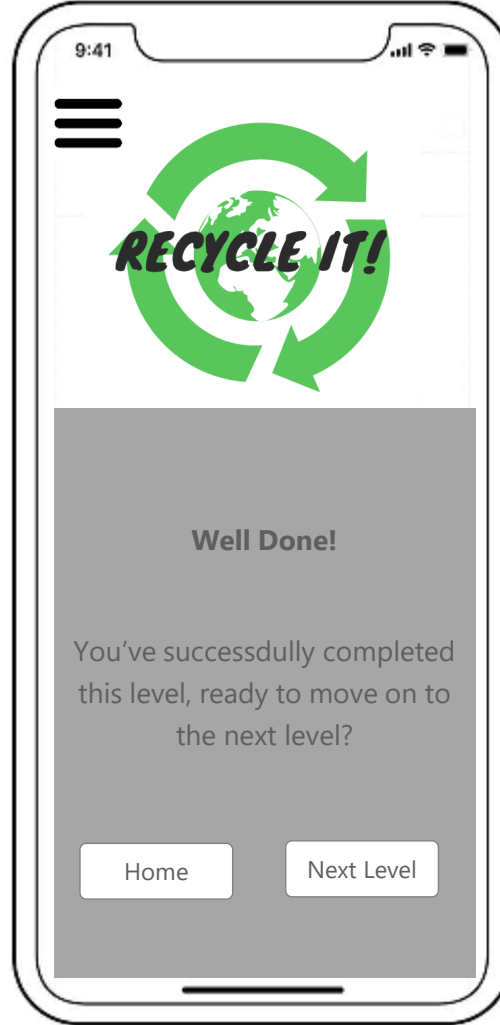 9:41
RECYCLE IT!
Well Done!
You’ve successdully completed
this level, ready to move on to
the next level?
Home
Next Level